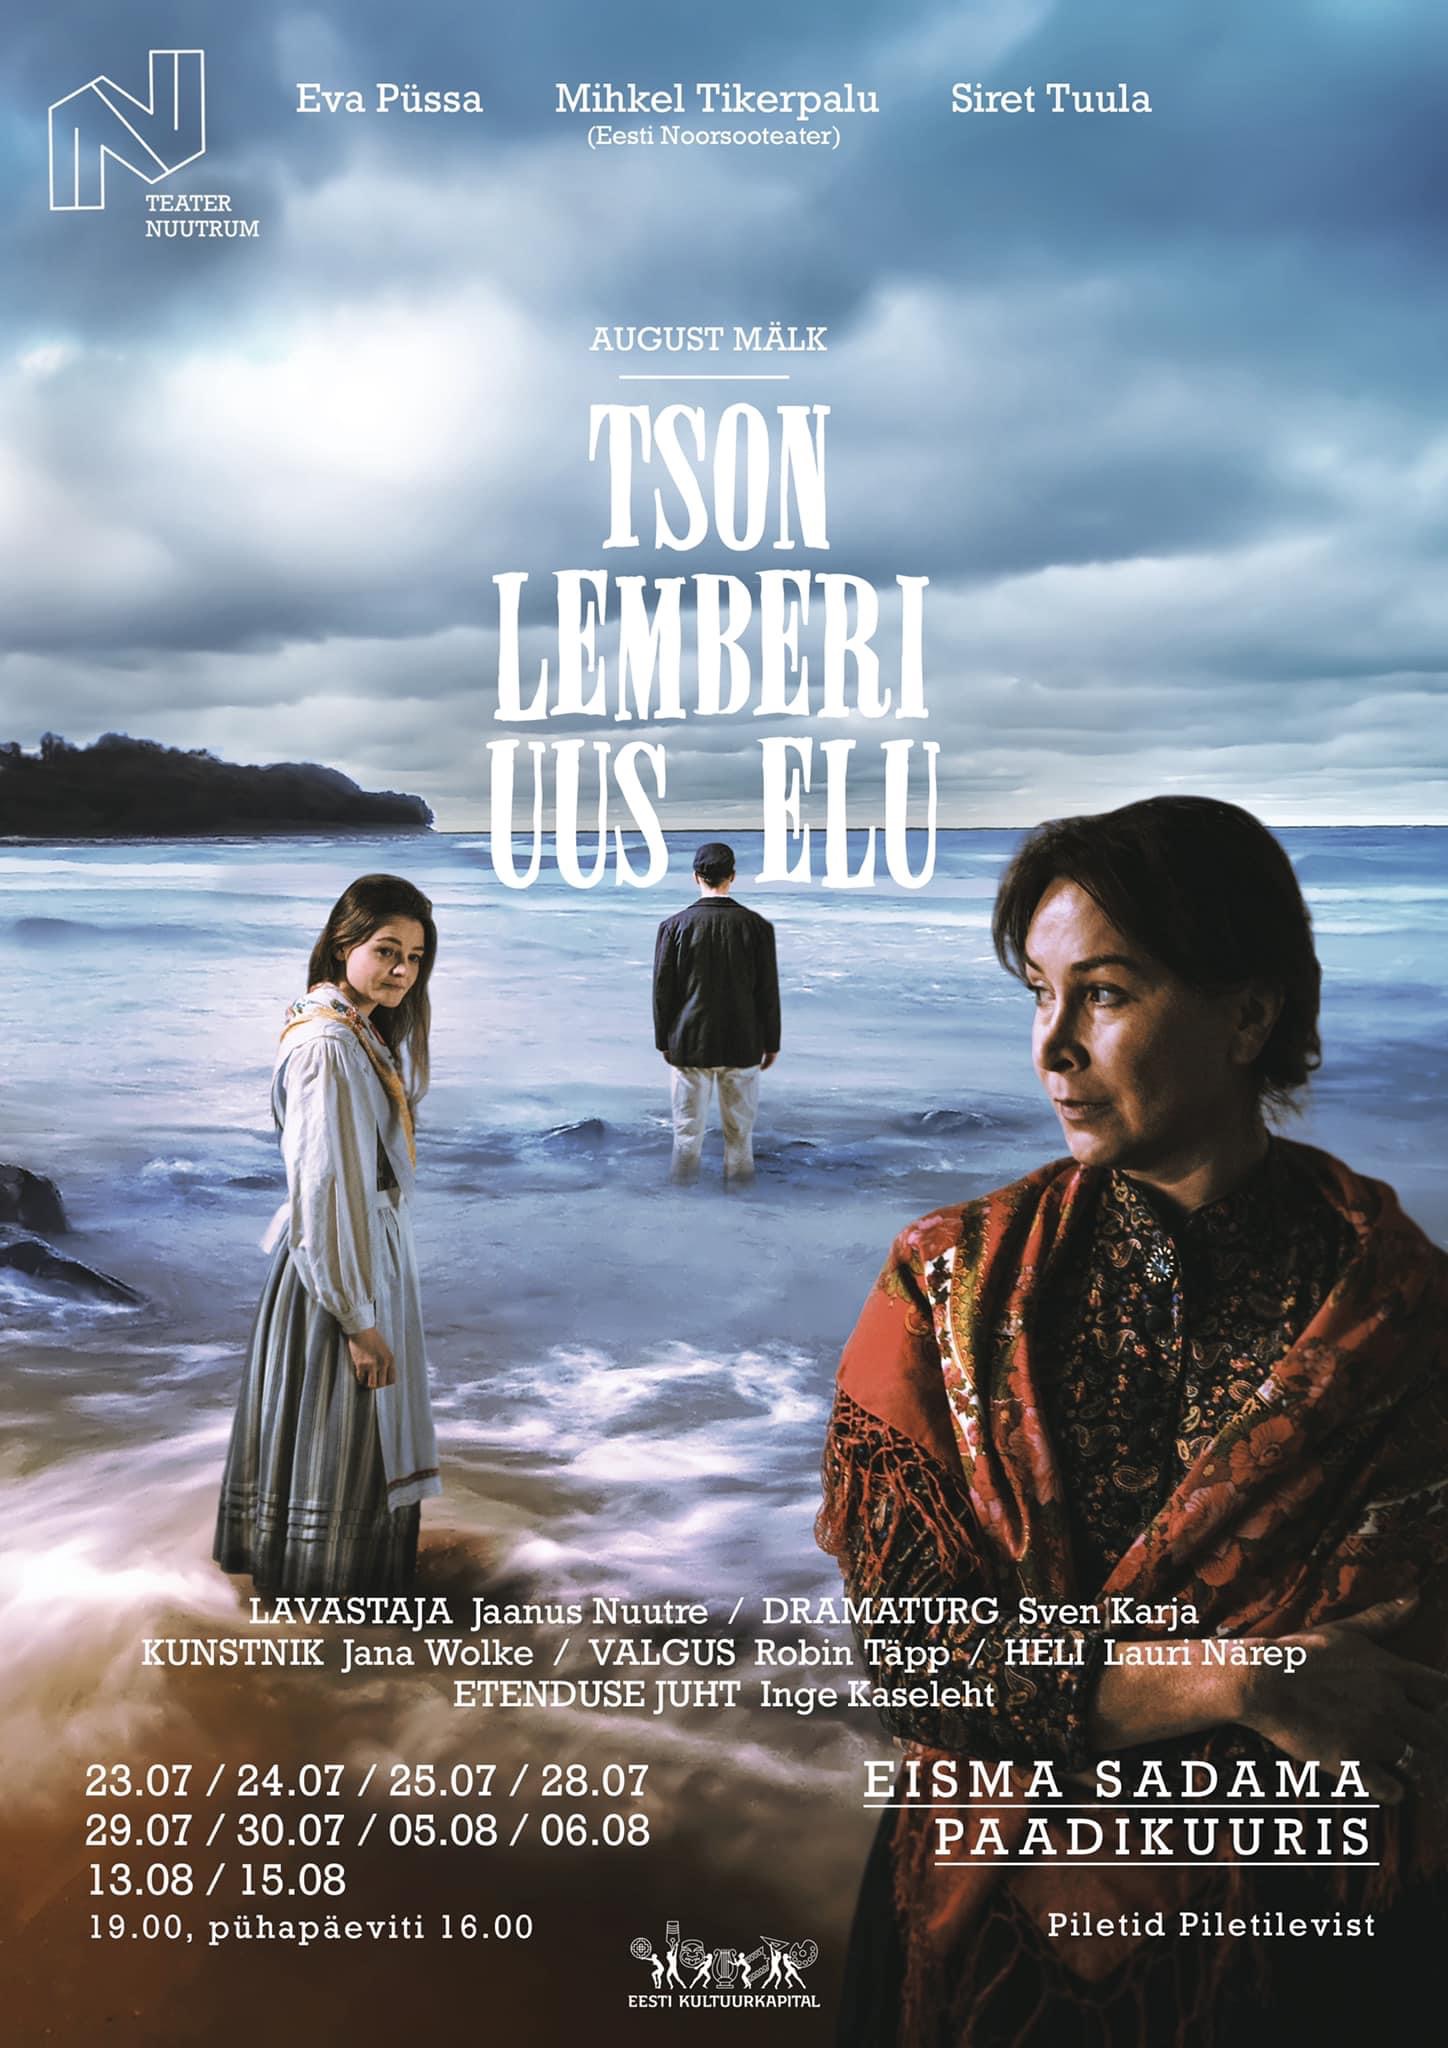 TEATER
NUUTRUM
Eva Püssa Mihkel Tikerpalu Siret Tuula
(Eesti Noorsooteater)
AUGUST MÄLK
TSON
LEMBERI
UUS ELU
LAVASTAJA Jaanus Nuutre / DRAMATURG Sven Karja
KUNSTNIK Jana Wolke / VALGUS Robin Täpp / HELI Lauri Närep
ETENDUSE JUHT Inge Kaseleht
23.07 / 24.07 / 25.07 / 28.07
29.07 / 30.07 / 05.08 / 06.08
13.08 / 15.08
19.00, pühapäeviti 16.00
EISMA SADAMA
PAADIKUURIS
Piletid Piletilevist
EESTI KULTUURKAPITAL